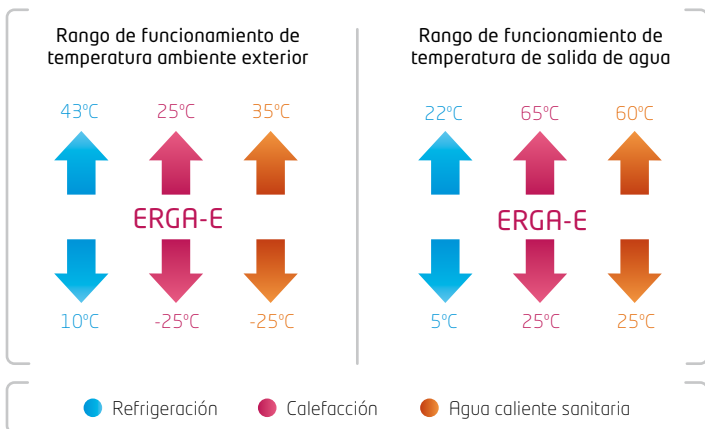 Rango de funcionamiento de
temperatura ambiente exterior
43ºC 25ºC 35ºC
ERGA-E
10ºC -25ºC -25ºC
Rango de funcionamiento de
temperatura de salida de agua
22ºC 65ºC 60ºC
ERGA-E
5ºC 25ºC 25ºC
Refrigeración Calefacción Agua caliente sanitaria